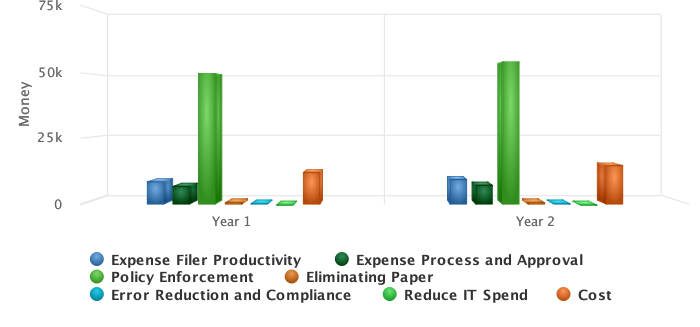 75k
50k
25k
0
Money
Year 1 Year 2
Expense Filer Productivity Expense Process and Approval
Policy Enforcement Eliminating Paper
Error Reduction and Compliance Reduce IT Spend Cost